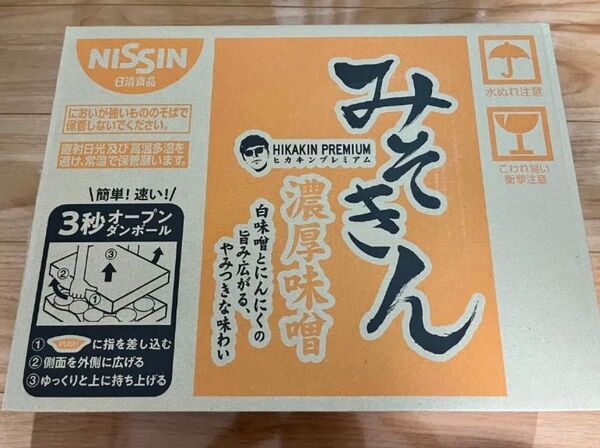 NISSIN
日清食品
においが強いもののそばで
保管しないでください。
直射日光及び高温多湿を
避け、常温で保管願います。
簡単!速い!
3秒オープン
ダンボール
③
②
①
① PUSH に指を差し込む
② 側面を外側に広げる
③ ゆっくりと上に持ち上げる
みそきん
HIKAKIN PREMIUM
ヒカキンプレミアム
濃厚味噌
白味噌とにんにくの
旨み広がる、
やみつきな味わい
水ぬれ注意
こわれ易い
衝撃注意